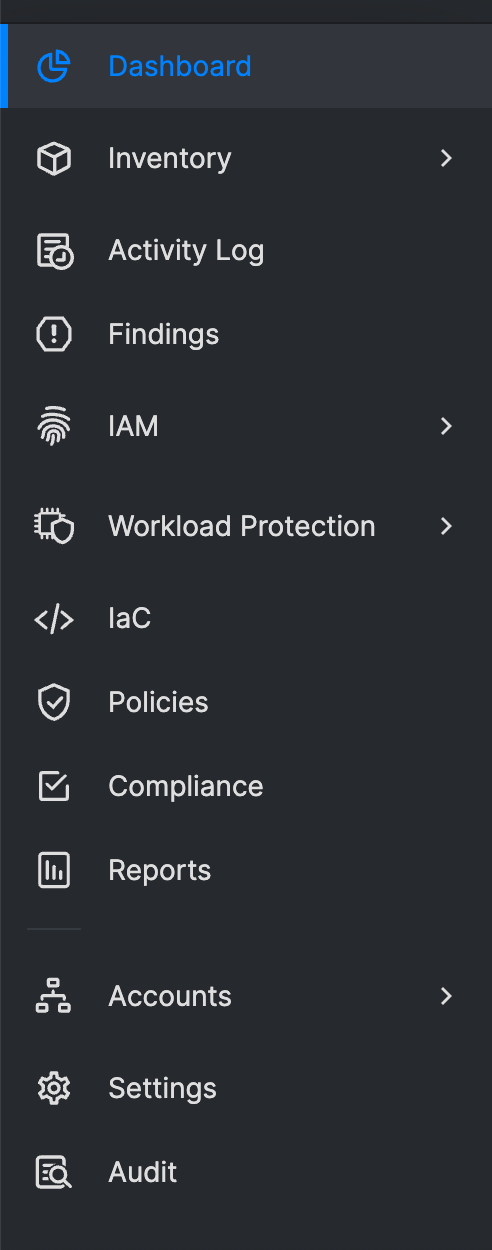 Dashboard
Inventory
Activity Log
Findings
IAM
Workload Protection
IaC
Policies
Compliance
Reports
Accounts
Settings
Audit